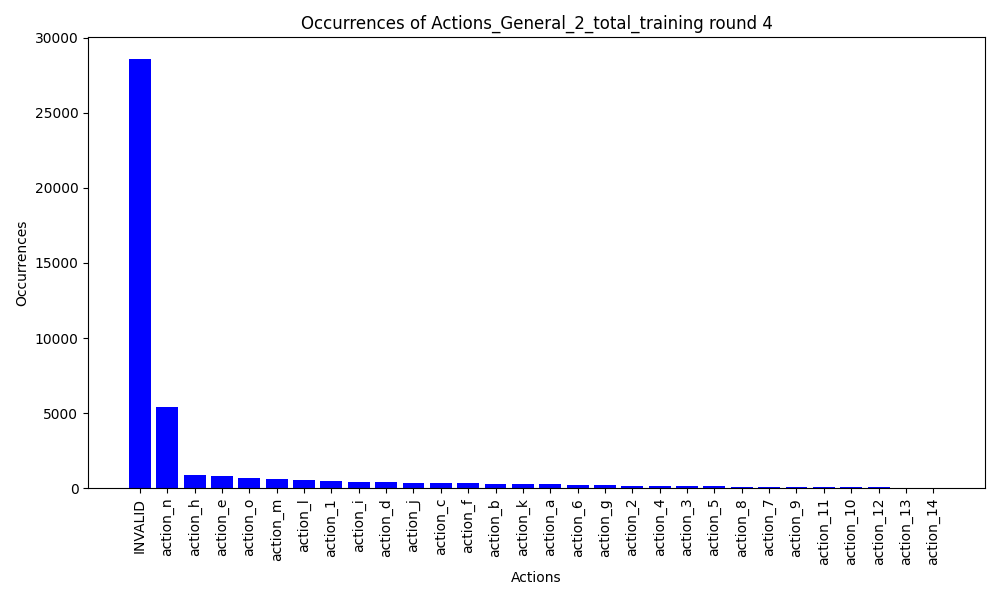 Occurrences of Actions_General_2_total_training round 4
30000
25000
20000
15000
10000
5000
0
Occurrences
INVALID
action_n
action_h
action_e
action_o
action_m
action_l
action_1
action_i
action_d
action_j
action_c
action_f
action_b
action_k
action_a
action_6
action_g
action_2
action_4
action_3
action_5
action_8
action_7
action_9
action_11
action_10
action_12
action_13
action_14
Actions